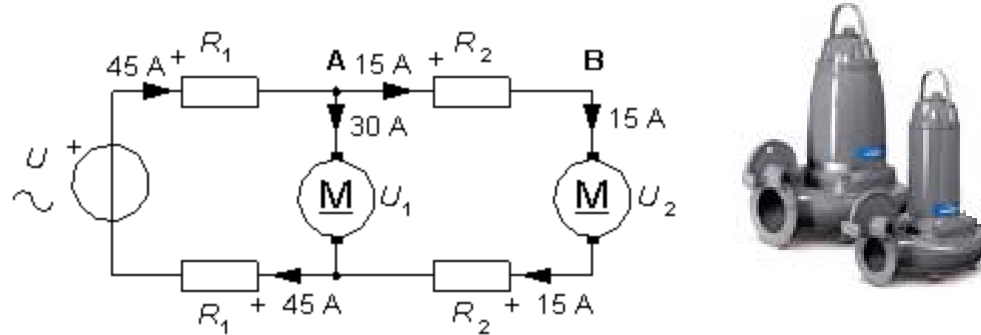 45 A + R1 A 15 A + R2 B
30 A 15 A
U + M U1 M U2
~
R1 + 45 A R2 + 15 A